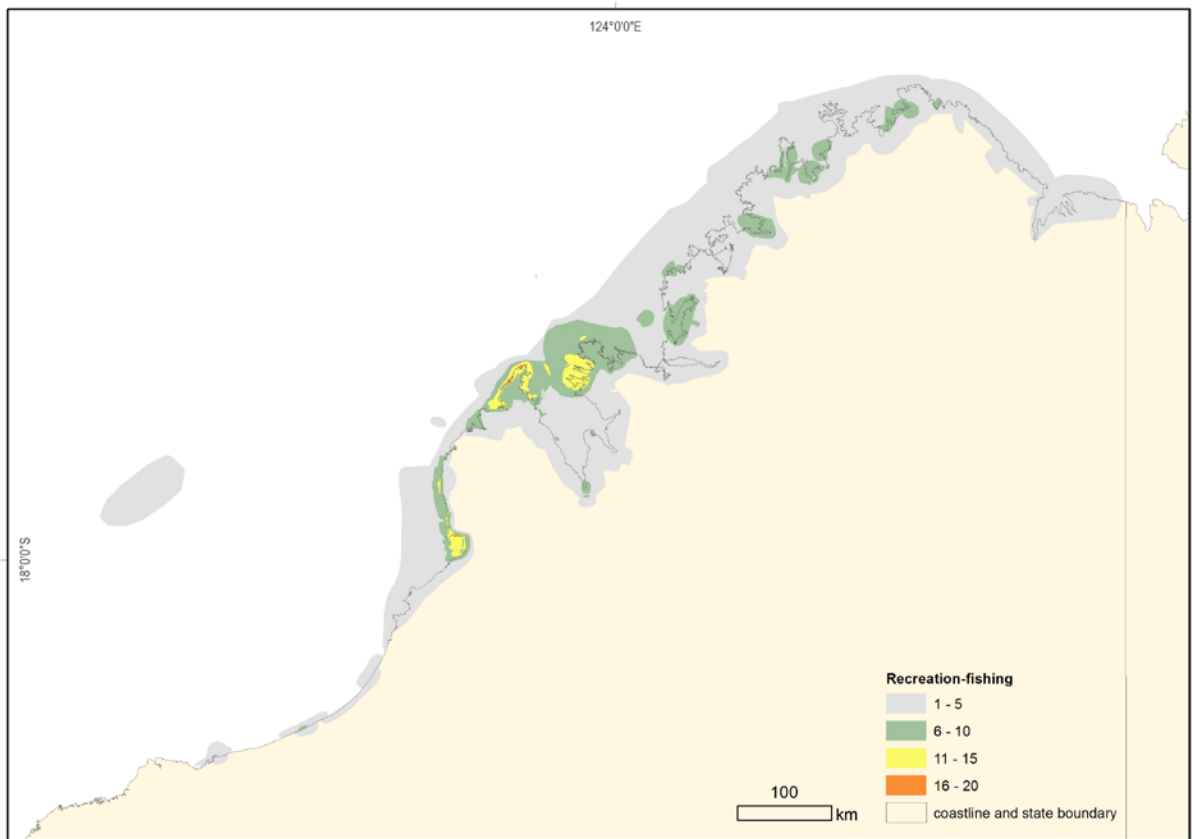 124°0'0"E
18°0'0"S
Recreation-fishing
1 - 5
6 - 10
11 - 15
16 - 20
coastline and state boundary
100
km